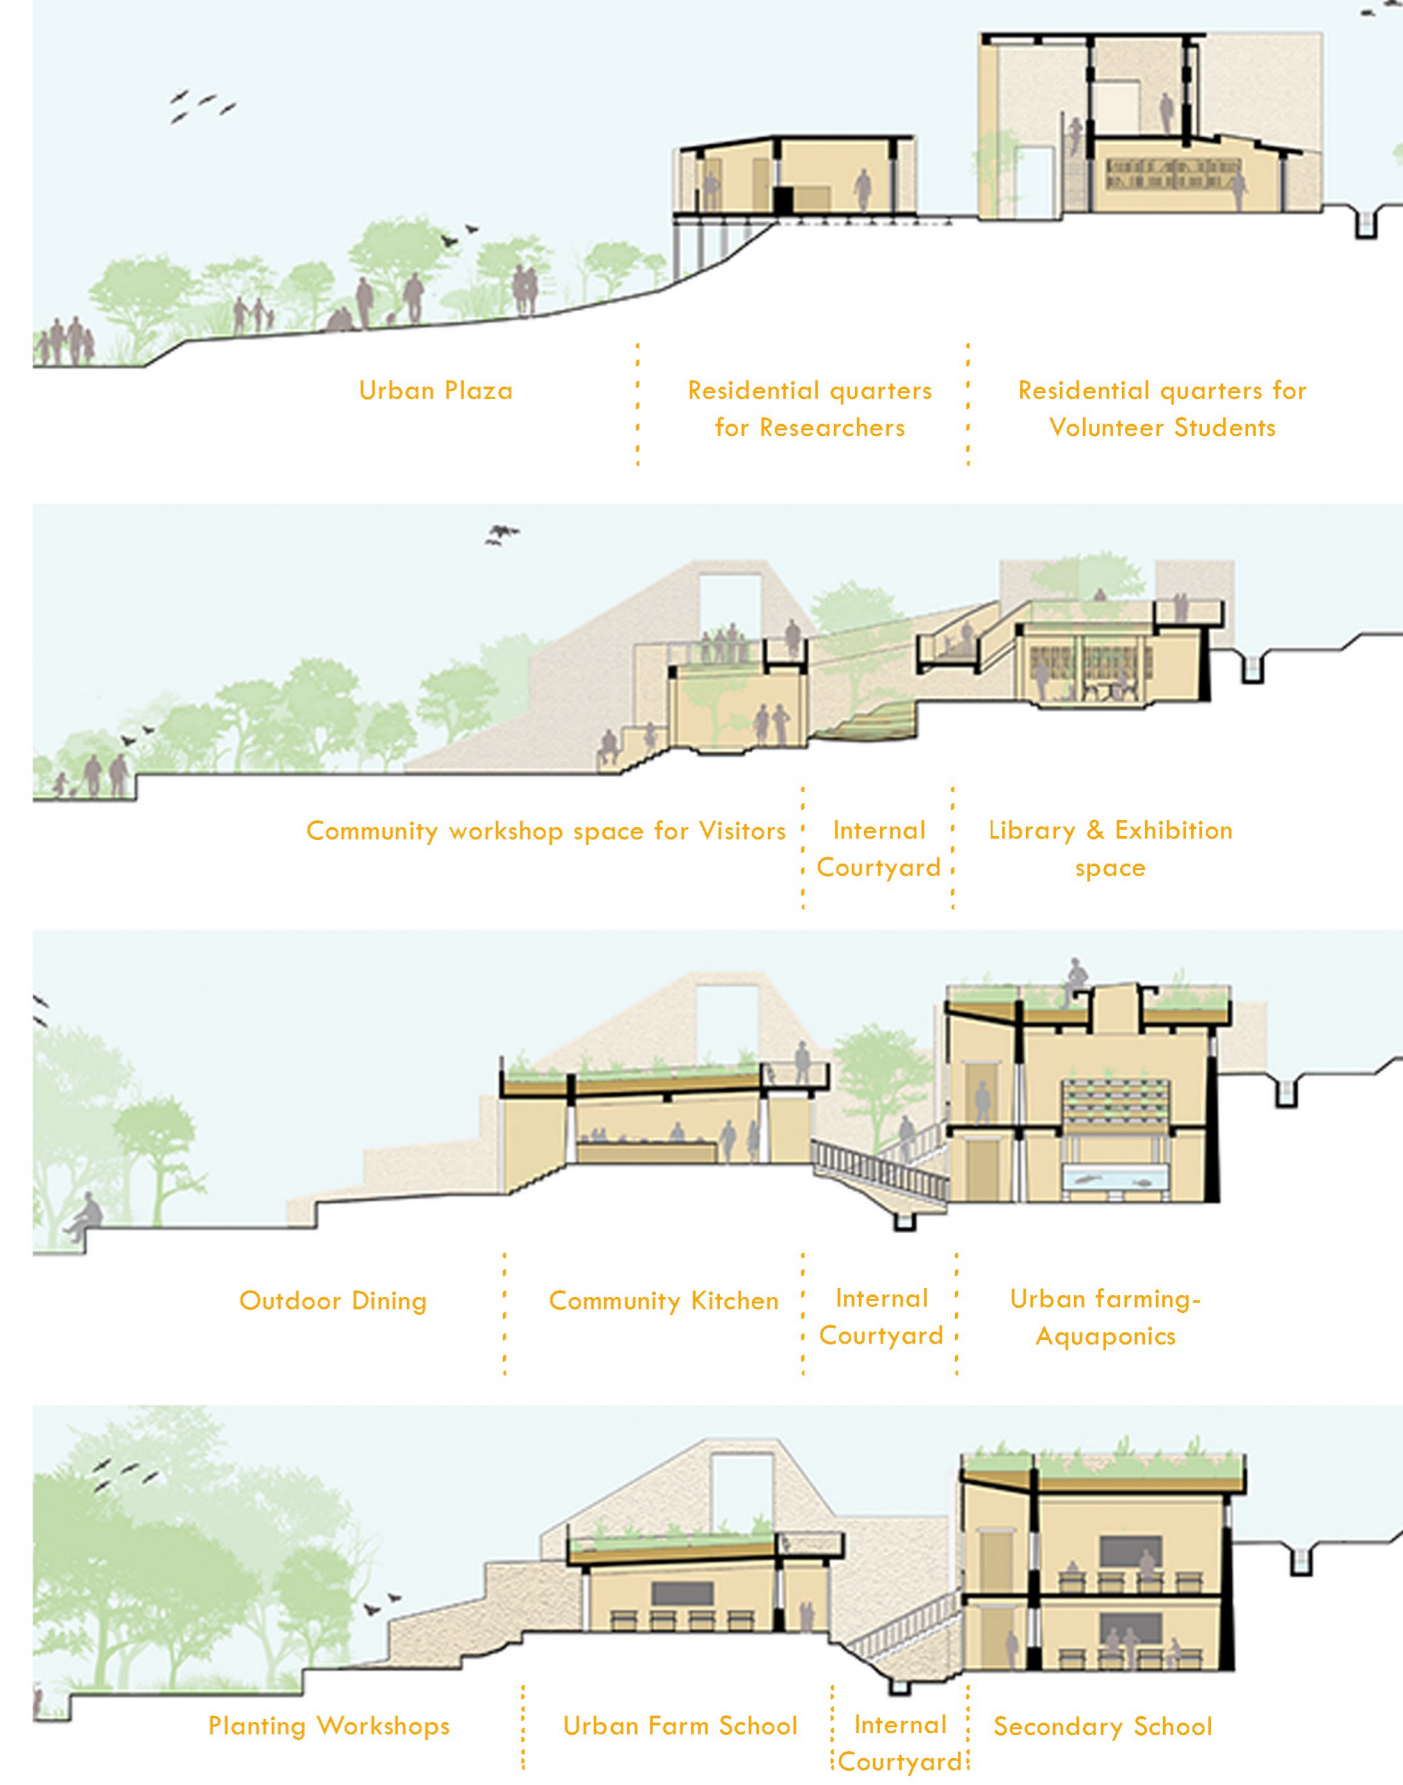 Urban Plaza
Residential quarters
for Researchers
Residential quarters for
Volunteer Students
Community workshop space for Visitors
Internal
Courtyard
Library & Exhibition
space
Outdoor Dining
Community Kitchen
Internal
Courtyard
Urban farming-
Aquaponics
Planting Workshops
Urban Farm School
Internal
Courtyard
Secondary School